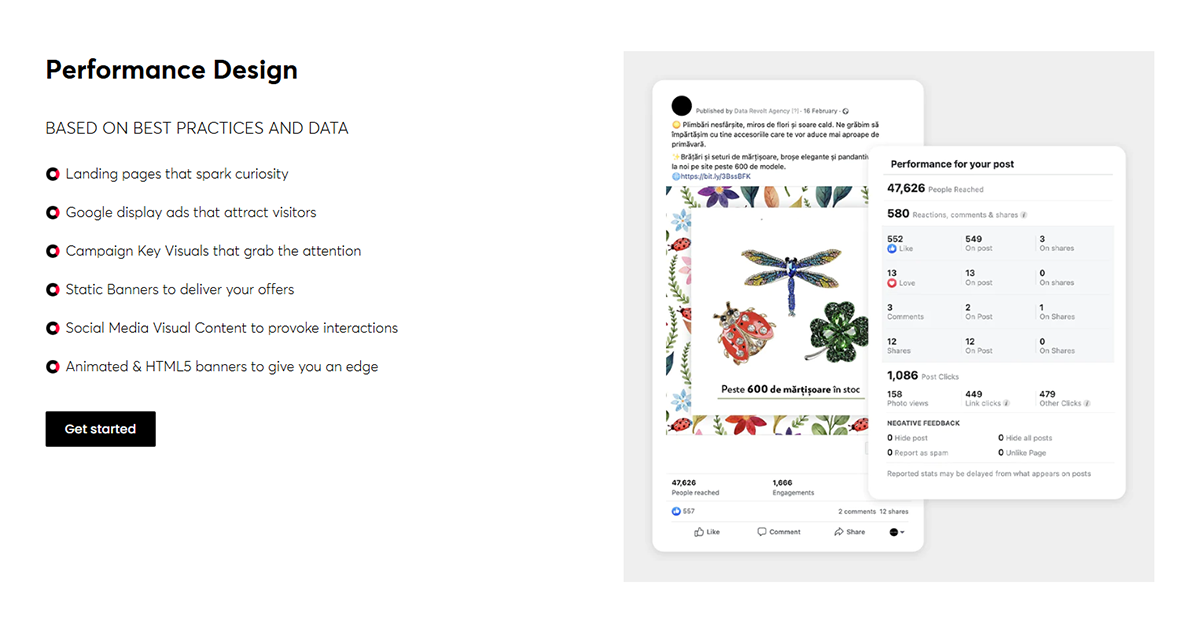 Performance Design
BASED ON BEST PRACTICES AND DATA
Landing pages that spark curiosity
Google display ads that attract visitors
Campaign Key Visuals that grab the attention
Static Banners to deliver your offers
Social Media Visual Content to provoke interactions
Animated & HTML5 banners to give you an edge
Get started
Published by Data Revolt Agency [?] · 16 February ·
Plimbări nesfârșite, miros de flori și soare cald. Ne grăbim să
împărtășim cu tine accesoriile care te vor aduce mai aproape de
primăvară.
Brățări și seturi de mărțișoare, broșe elegante și pandantiv
la noi pe site peste 600 de modele.
https://bit.ly/3BssBFK
Peste 600 de mărțișoare în stoc
47,626 1,666
People reached Engagements
557 2 comments 12 shares
Like Comment Share
Performance for your post
47,626 People Reached
580 Reactions, comments & shares
552 549 3
Like On post On shares
13 13 0
Love On post On shares
3 2 1
Comments On Post On Shares
12 12 0
Shares On Post On Shares
1,086 Post Clicks
158 449 479
Photo views Link clicks Other Clicks
NEGATIVE FEEDBACK
0 Hide post 0 Hide all posts
0 Report as spam 0 Unlike Page
Reported stats may be delayed from what appears on posts